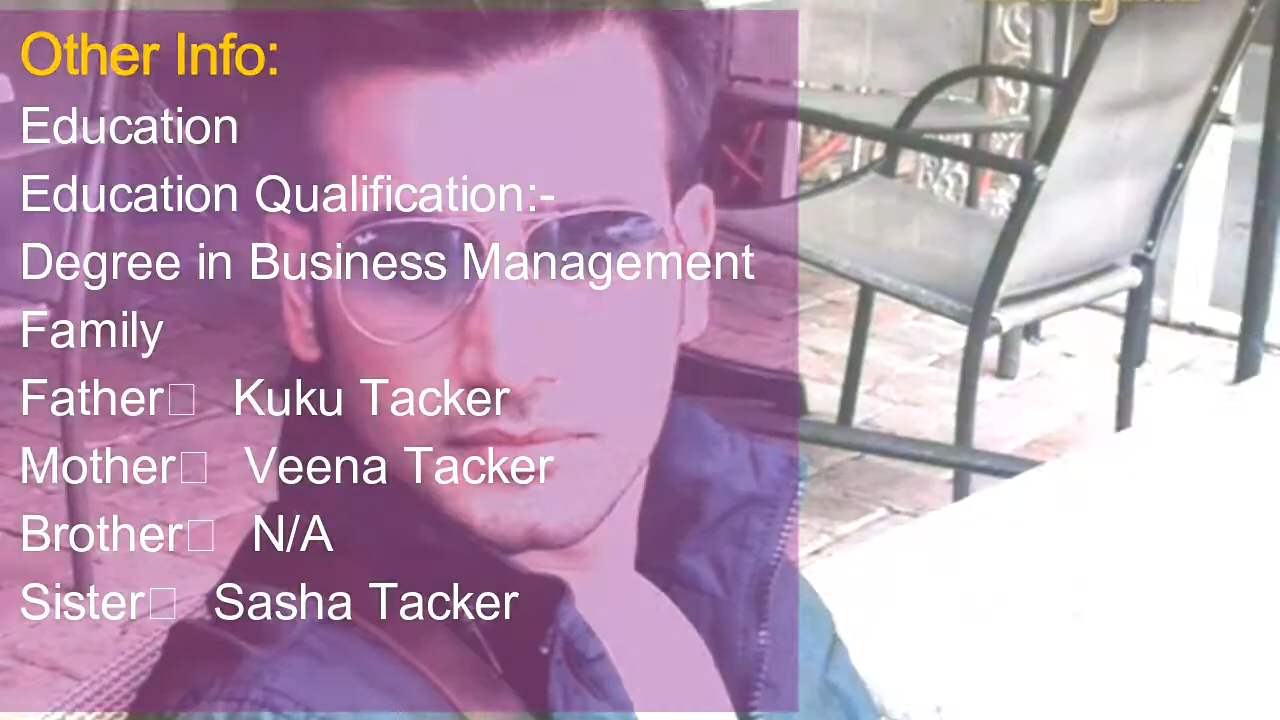 Other Info:
Education
Education Qualification:-
Degree in Business Management
Family
Father□ Kuku Tacker
Mother□ Veena Tacker
Brother□ N/A
Sister□ Sasha Tacker